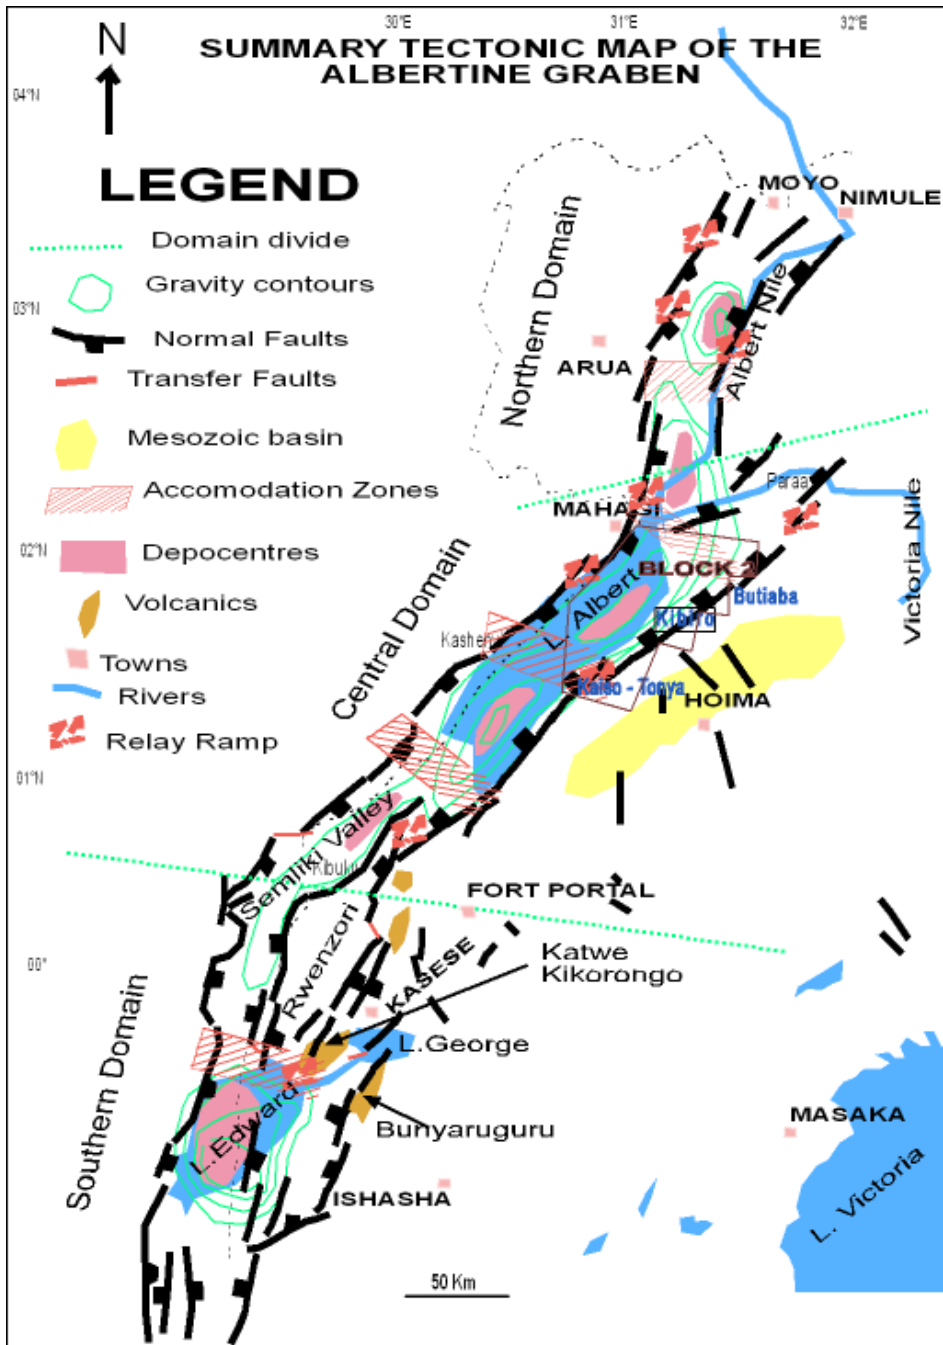 30°E
31°E
32°E
N
SUMMARY TECTONIC MAP OF THE
ALBERTINE GRABEN
04°N
LEGEND
Domain divide
Gravity contours
03°N
Normal Faults
Transfer Faults
Mesozoic basin
Accomodation Zones
02°N
Depocentres
Volcanics
Towns
Rivers
Relay Ramp
01°N
00°
MOYO
NIMULE
Northern Domain
Albert Nile
ARUA
Paraa
MAHAGI
Victoria Nile
BLOCK 2
Butiaba
L. Albert
Kibiro
Central Domain
Kaiso - Tonya
HOIMA
Semliki Valley
FORT PORTAL
Rwenzori
KASESE
Katwe
Kikorongo
L.George
Southern Domain
L.Edward
Bunyaruguru
MASAKA
ISHASHA
L. Victoria
50 Km